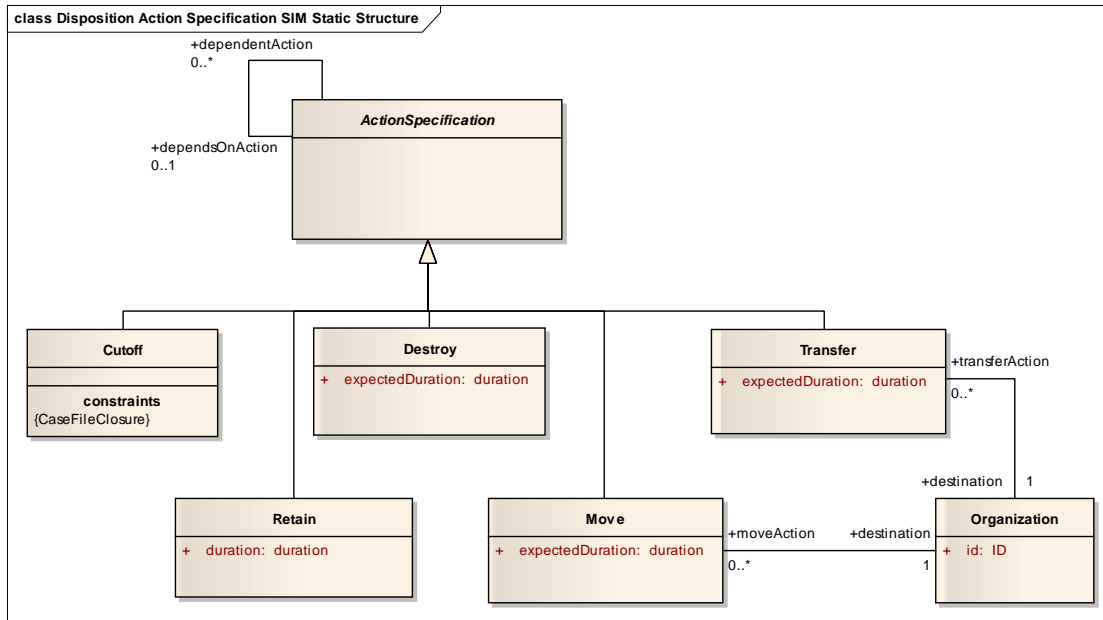 class Disposition Action Specification SIM Static Structure
+dependentAction
0..*
ActionSpecification
+dependsOnAction
0..1
Cutoff
constraints
{CaseFileClosure}
Destroy
+ expectedDuration: duration
Transfer
+ expectedDuration: duration
+transferAction
0..*
+destination 1
Retain
+ duration: duration
Move
+ expectedDuration: duration
+moveAction
0..*
+destination
1
Organization
+ id: ID